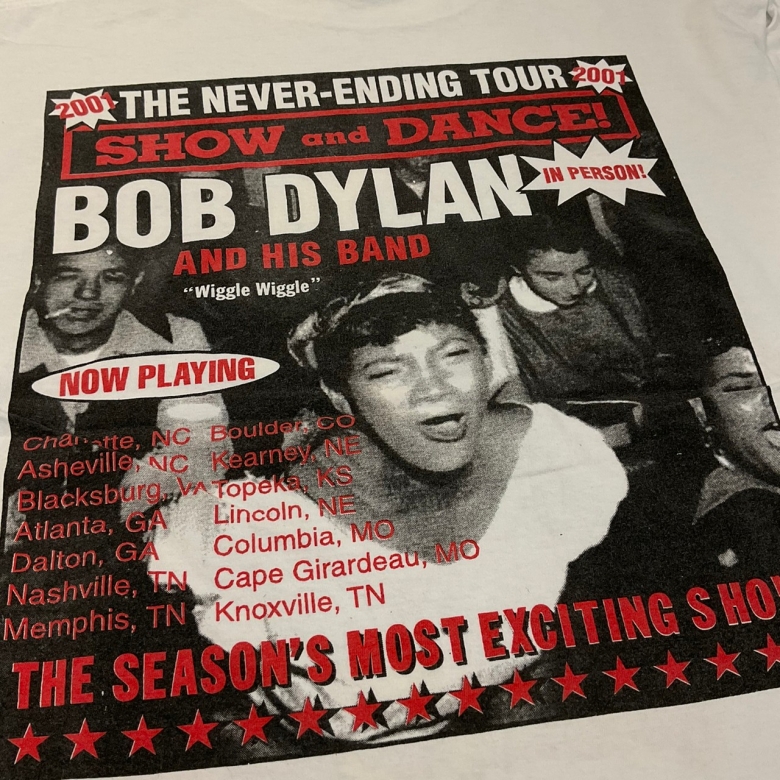 2001 THE NEVER-ENDING TOUR 2001
SHOW and DANCE!
BOB DYLAN
IN PERSON!
AND HIS BAND
"Wiggle Wiggle"
NOW PLAYING
Charlotte, NC
Asheville, NC
Blacksburg, VA
Atlanta, GA
Dalton, GA
Nashville, TN
Memphis, TN
Boulder, CO
Kearney, NE
Topeka, KS
Lincoln, NE
Columbia, MO
Cape Girardeau, MO
Knoxville, TN
THE SEASON'S MOST EXCITING SHO